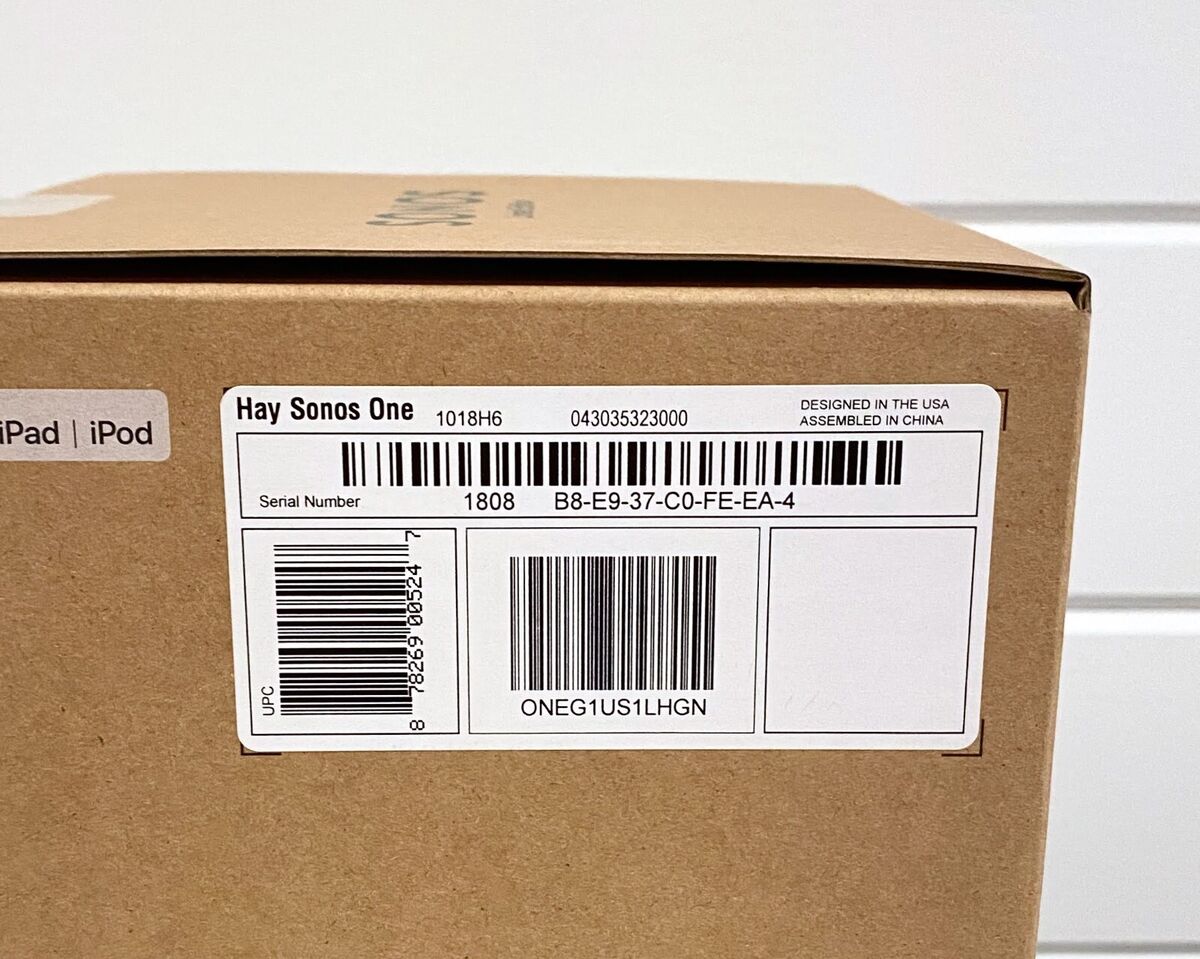 SONOS
iPad | iPod
Hay Sonos One 1018H6 043035323000 DESIGNED IN THE USA
ASSEMBLED IN CHINA
Serial Number 1808 B8-E9-37-C0-FE-EA-4
UPC
8 78269 00524 7
ONEG1US1LHGN